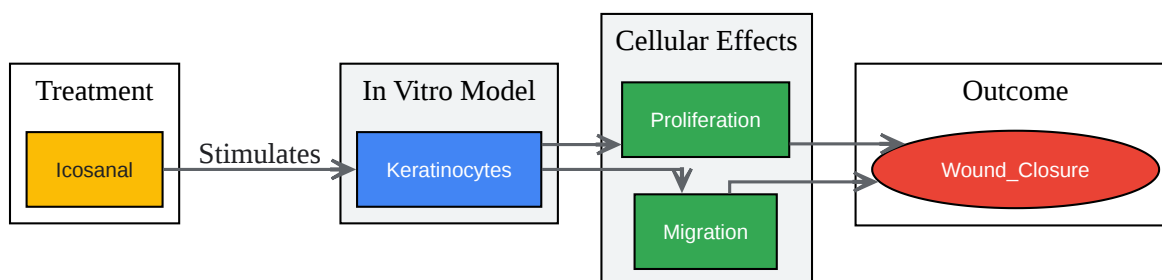 Treatment
Icosanal
Stimulates
In Vitro Model
Keratinocytes
Cellular Effects
Proliferation
Migration
Outcome
Wound_Closure